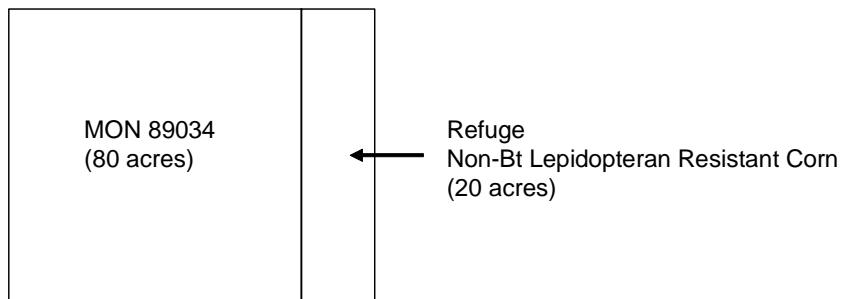 MON 89034
(80 acres)
Refuge
Non-Bt Lepidopteran Resistant Corn
(20 acres)